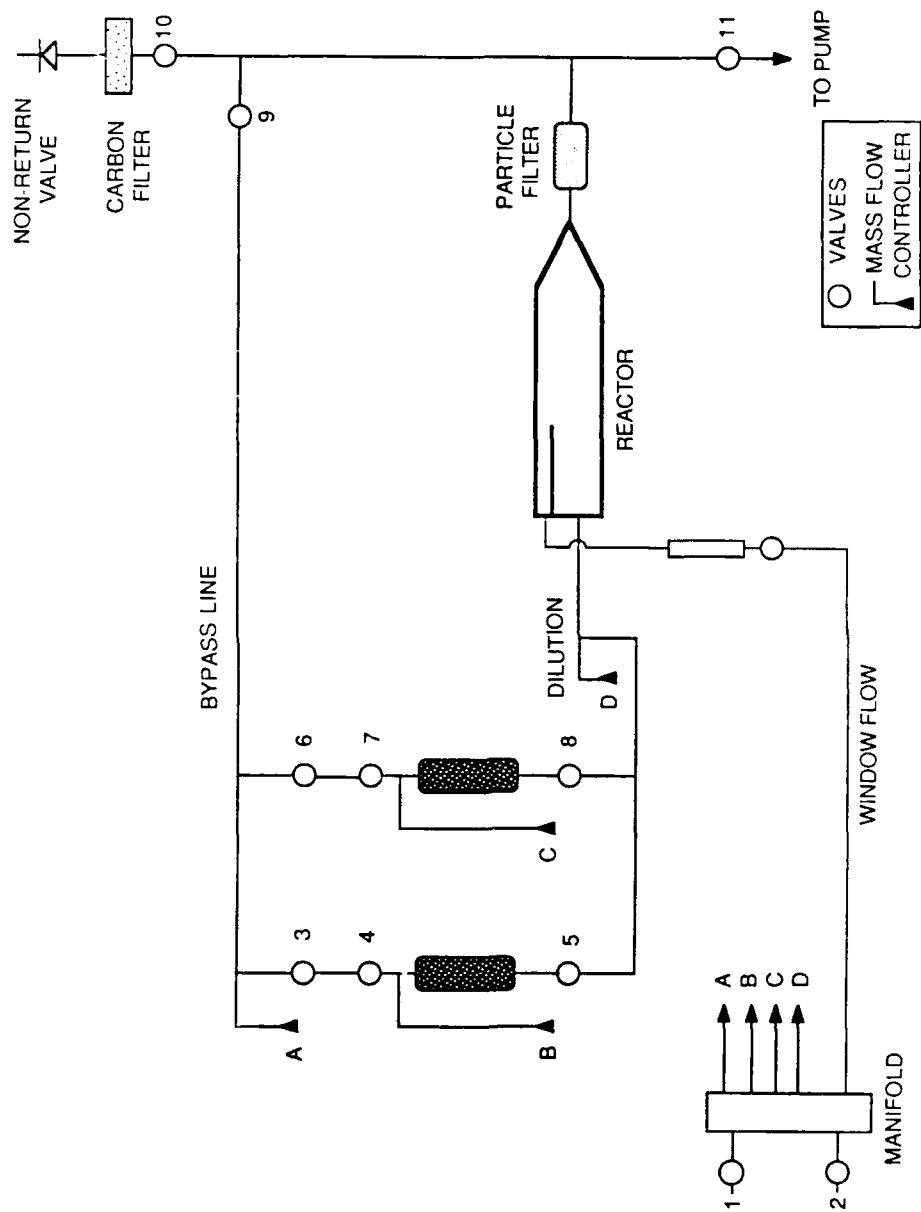 NON-RETURN
VALVE
CARBON
FILTER
10
9
11
TO PUMP
PARTICLE
FILTER
VALVES
MASS FLOW
CONTROLLER
REACTOR
BYPASS LINE
DILUTION
D
6
7
8
C
3
4
5
A
B
WINDOW FLOW
A
B
C
D
MANIFOLD
1
2